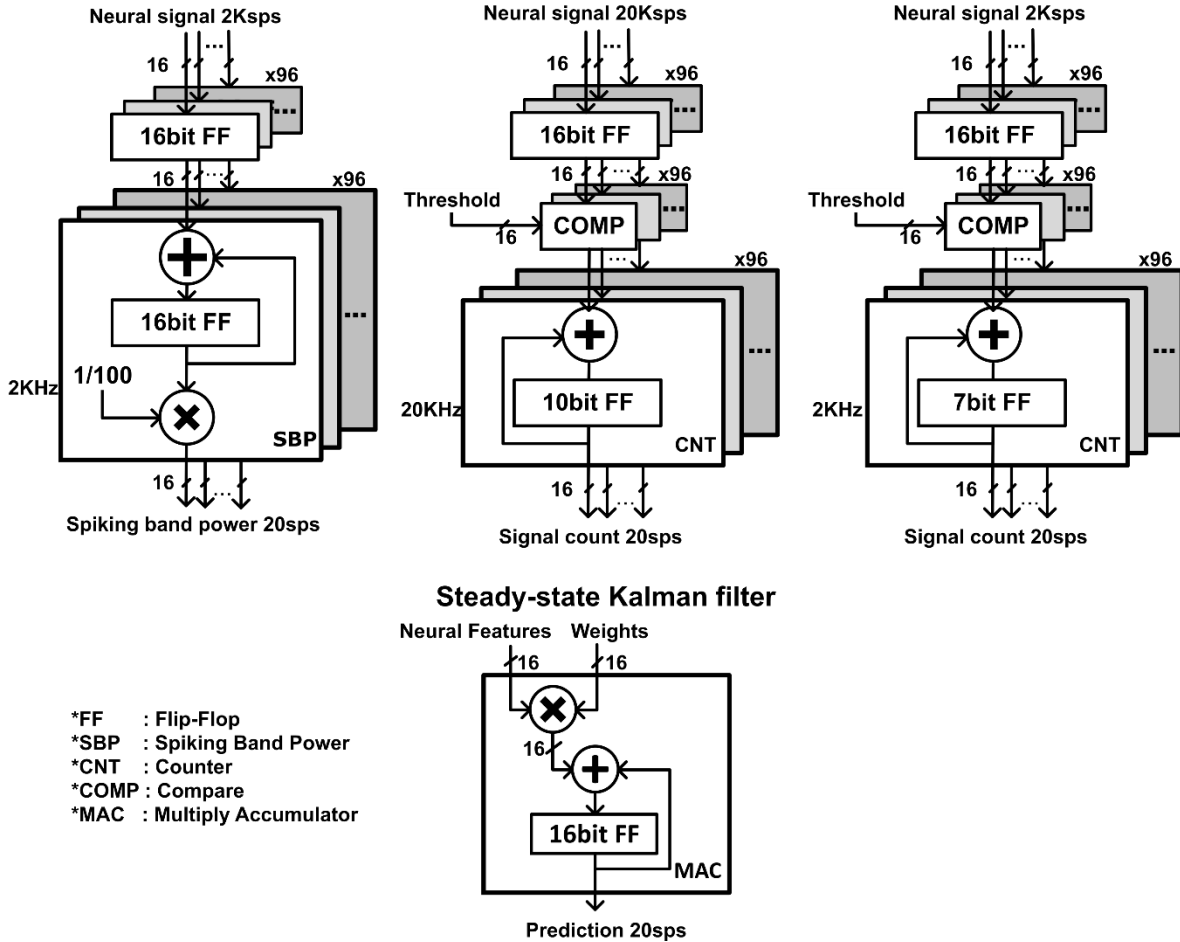 Neural signal 2Ksps
...
16
x96
...
16bit FF
16
...
x96
16bit FF
1/100
2KHz
...
SBP
16
...
Spiking band power 20sps
Neural signal 20Ksps
...
16
x96
...
16bit FF
16
...
x96
Threshold
16
COMP
...
...
x96
...
10bit FF
20KHz
CNT
16
...
Signal count 20sps
Neural signal 2Ksps
...
16
x96
...
16bit FF
16
...
x96
Threshold
16
COMP
...
...
x96
...
7bit FF
2KHz
CNT
16
...
Signal count 20sps
Steady-state Kalman filter
Neural Features Weights
16 16
16
16bit FF
MAC
Prediction 20sps
*FF : Flip-Flop
*SBP : Spiking Band Power
*CNT : Counter
*COMP : Compare
*MAC : Multiply Accumulator